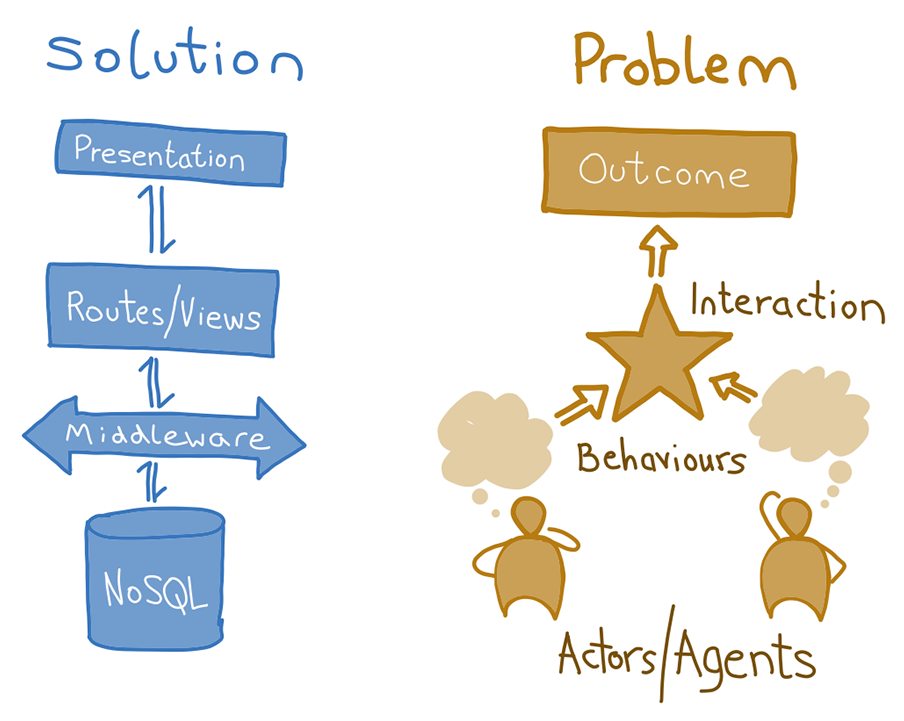 Solution
Presentation
Routes/Views
Middleware
NoSQL
Problem
Outcome
Interaction
Behaviours
Actors/Agents